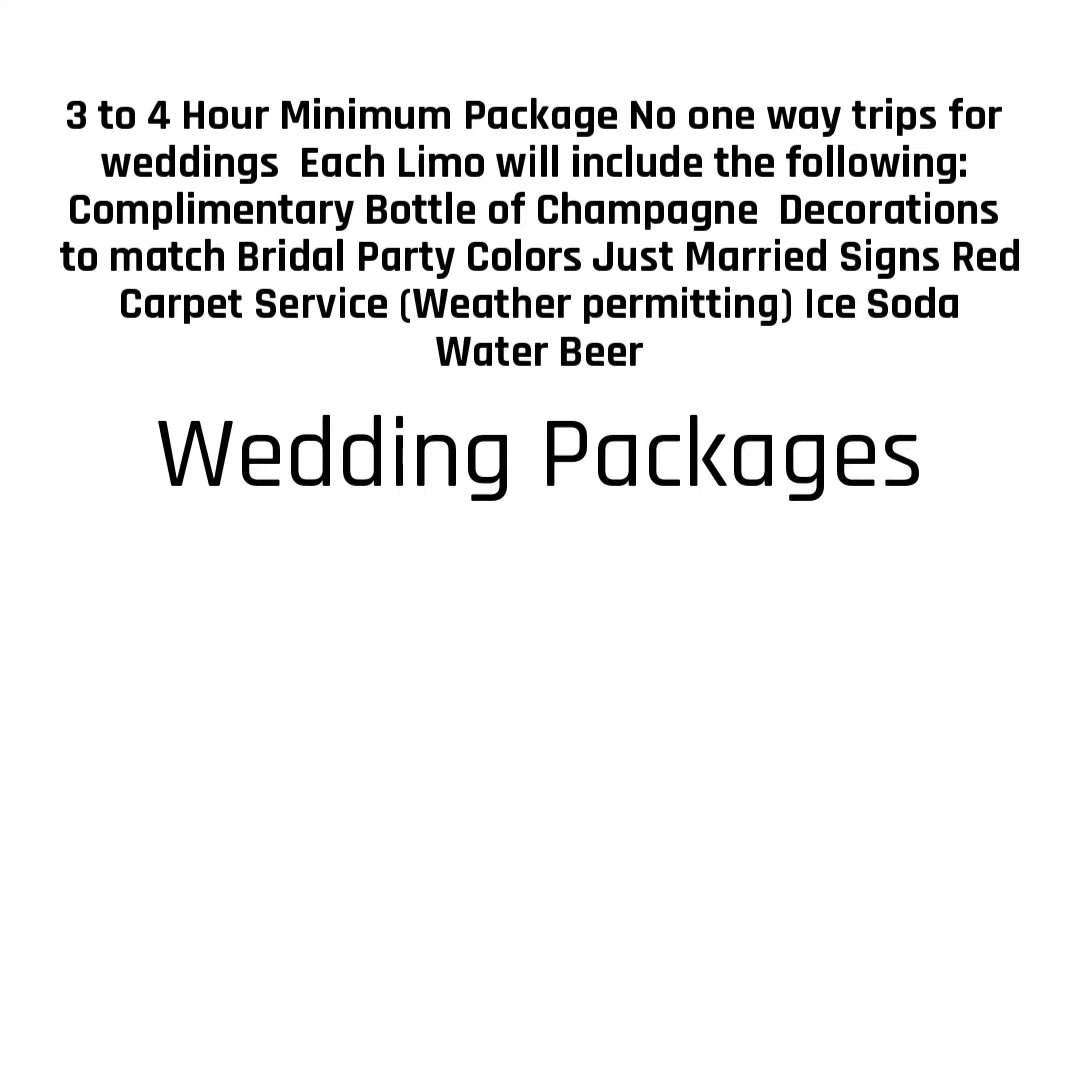 3 to 4 Hour Minimum Package No one way trips for
weddings  Each Limo will include the following:
Complimentary Bottle of Champagne  Decorations
to match Bridal Party Colors Just Married Signs Red
Carpet Service (Weather permitting) Ice Soda
Water Beer
Wedding Packages